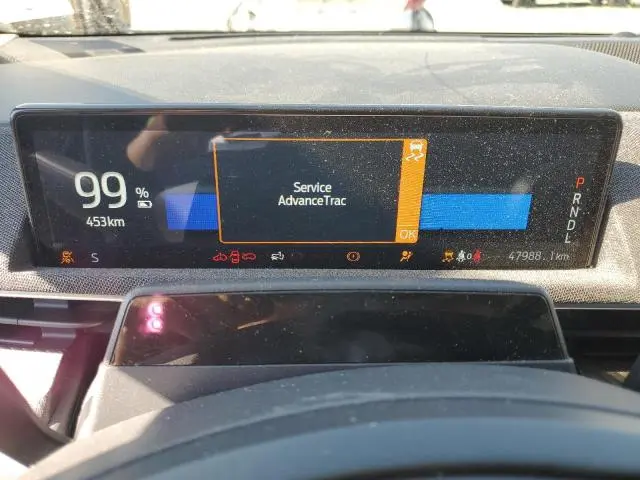 99 %
453km
Service
AdvanceTrac
OK
P
R
N
D
L
S
47988.1km